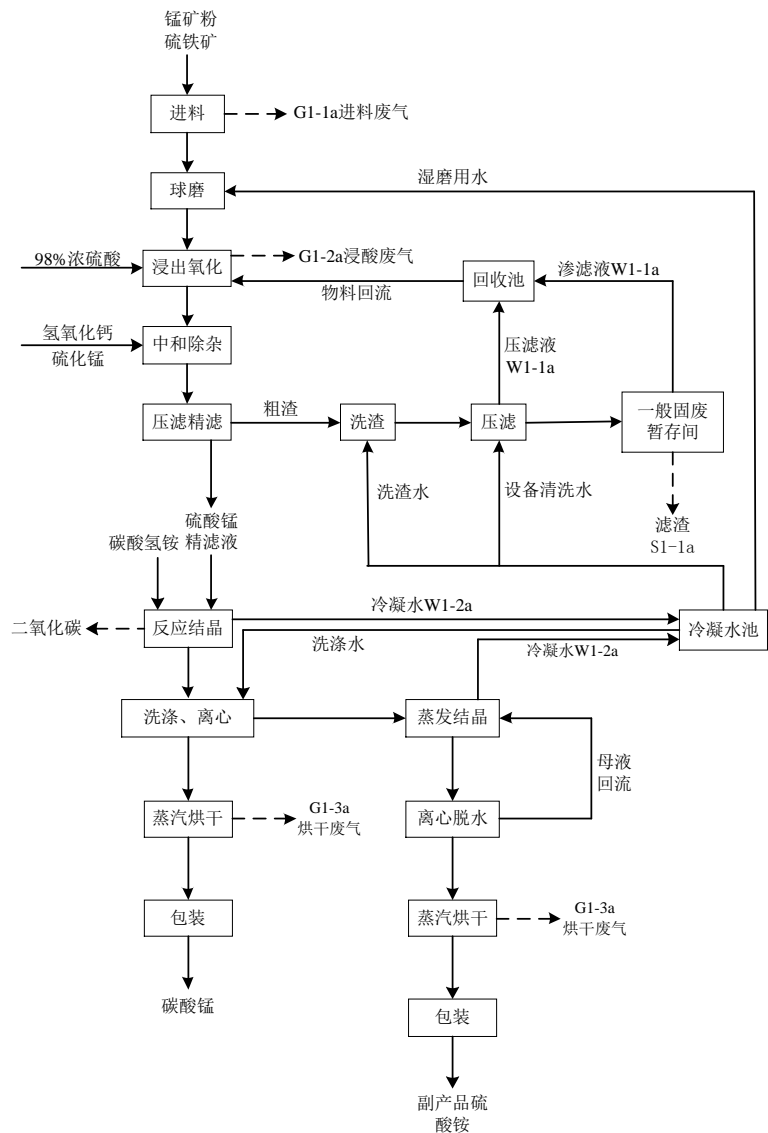 锰矿粉
硫铁矿
进料
G1-1a进料废气
球磨
湿磨用水
98%浓硫酸
浸出氧化
G1-2a浸酸废气
回收池
渗滤液W1-1a
物料回流
氢氧化钙
硫化锰
中和除杂
压滤液
W1-1a
压滤精滤
粗渣
洗渣
压滤
一般固废
暂存间
洗渣水
设备清洗水
滤渣
S1-1a
硫酸锰
精滤液
碳酸氢铵
二氧化碳
反应结晶
冷凝水W1-2a
洗涤水
冷凝水W1-2a
冷凝水池
洗涤、离心
蒸发结晶
母液
回流
蒸汽烘干
G1-3a
烘干废气
离心脱水
包装
蒸汽烘干
G1-3a
烘干废气
碳酸锰
包装
副产品硫
酸铵